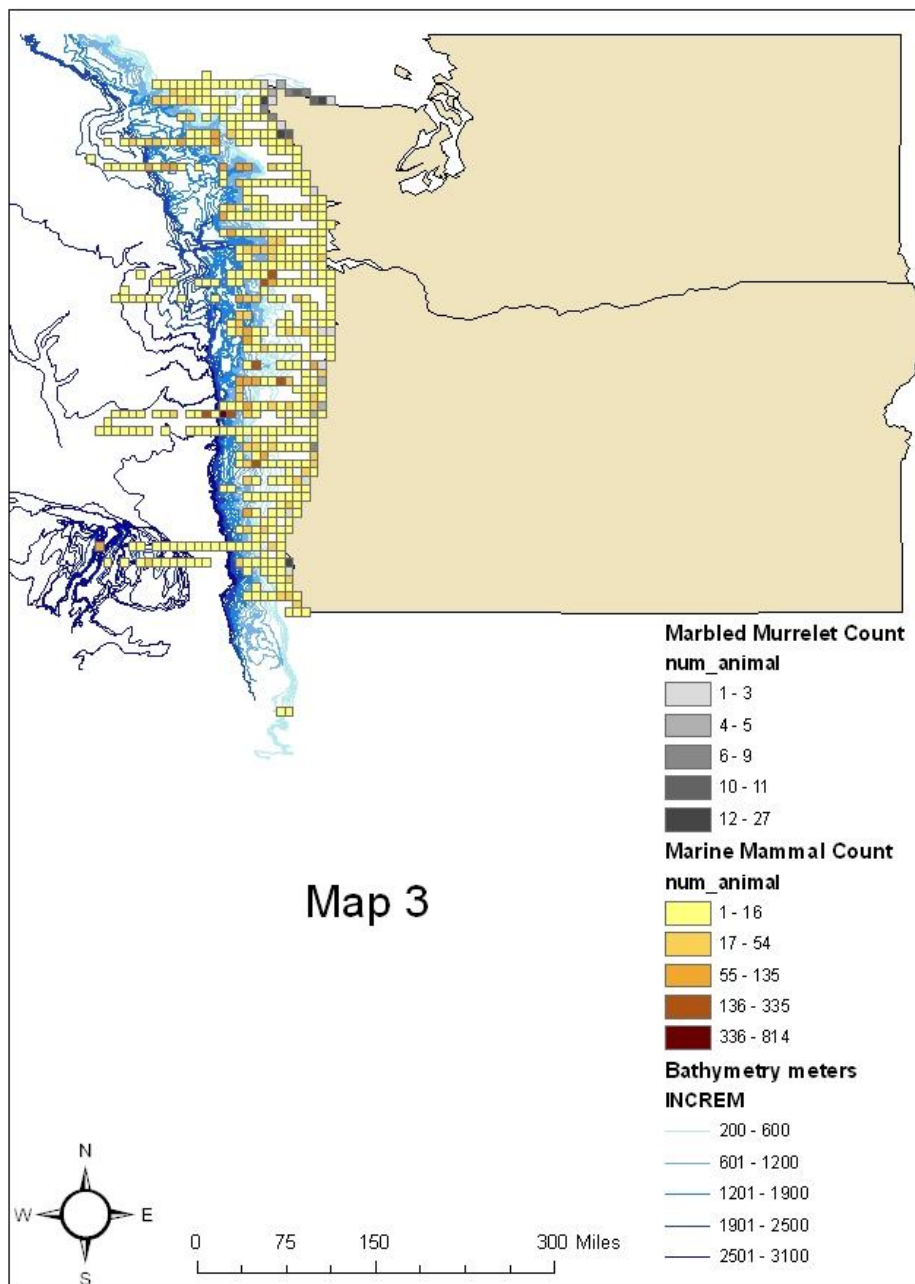 Marbled Murrelet Count
num_animal
1 - 3
4 - 5
6 - 9
10 - 11
12 - 27
Marine Mammal Count
num_animal
1 - 16
17 - 54
55 - 135
136 - 335
336 - 814
Bathymetry meters
INCREM
200 - 600
601 - 1200
1201 - 1900
1901 - 2500
2501 - 3100
Map 3
N
W E
S
0 75 150 300 Miles